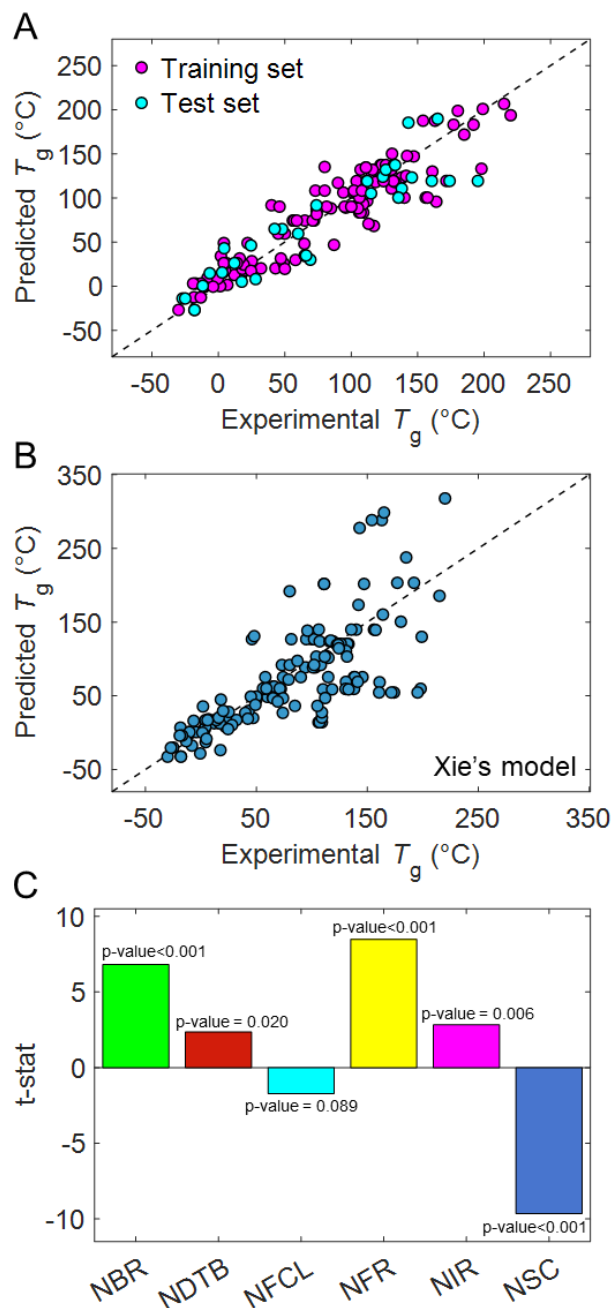 A
Predicted Tg (°C)
250
200
150
100
50
0
-50
Training set
Test set
-50 0 50 100 150 200 250
Experimental Tg (°C)
B
Predicted Tg (°C)
350
250
150
50
-50
Xie's model
-50 50 150 250 350
Experimental Tg (°C)
C
t-stat
10
5
0
-5
-10
p-value<0.001
p-value = 0.020
p-value = 0.089
p-value<0.001
p-value = 0.006
p-value<0.001
NBR NDTB NFCL NFR NIR NSC